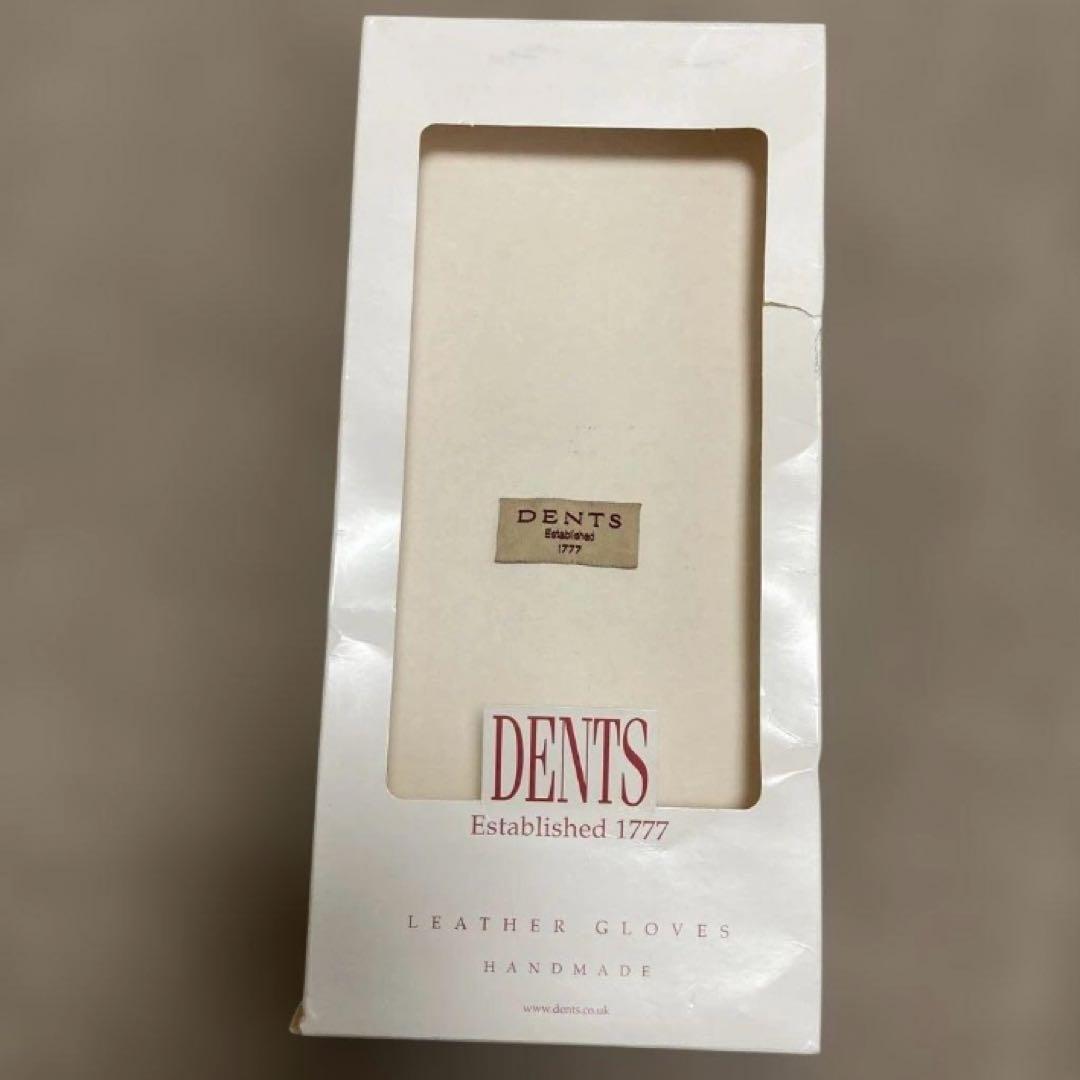 DENTS
Established
1777
DENTS
Established 1777
LEATHER GLOVES
HANDMADE
www.dents.co.uk